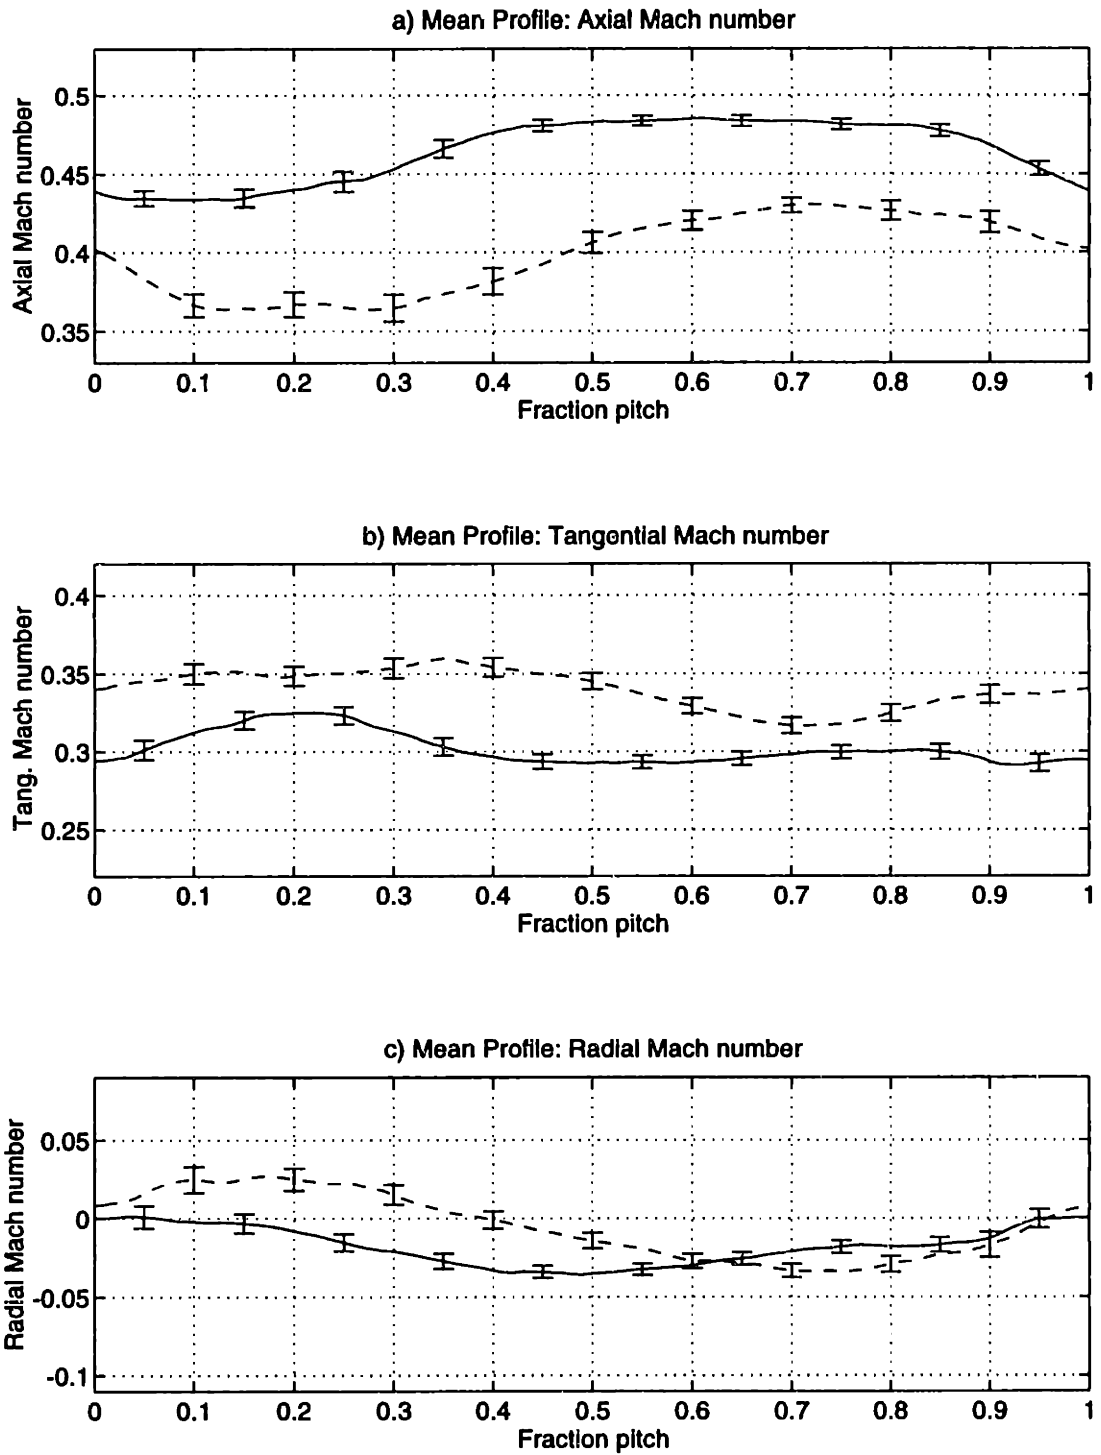 a) Mean Profile: Axial Mach number
Axial Mach number
0.5
0.45
0.4
0.35
0 0.1 0.2 0.3 0.4 0.5 0.6 0.7 0.8 0.9 1
Fraction pitch
b) Mean Profile: Tangential Mach number
Tang. Mach number
0.4
0.35
0.3
0.25
0 0.1 0.2 0.3 0.4 0.5 0.6 0.7 0.8 0.9 1
Fraction pitch
c) Mean Profile: Radial Mach number
Radial Mach number
0.05
0
-0.05
-0.1
0 0.1 0.2 0.3 0.4 0.5 0.6 0.7 0.8 0.9 1
Fraction pitch